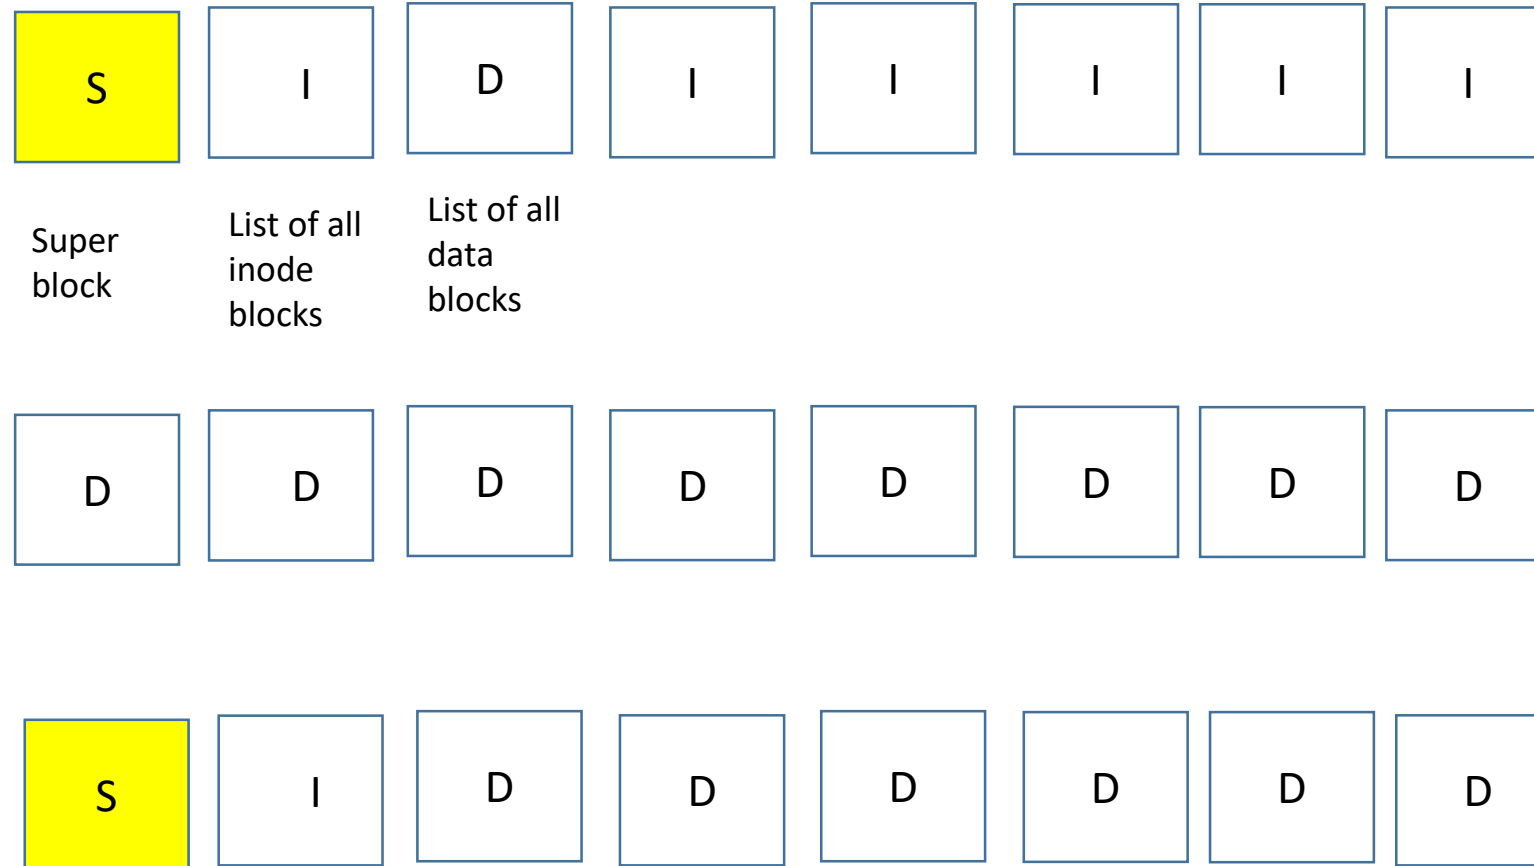 S I D I I I I I
Super
block
List of all
inode
blocks
List of all
data
blocks
D D D D D D D D
S I D D D D D D